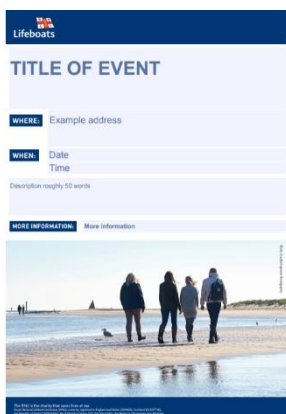 Lifeboats
TITLE OF EVENT
WHERE: Example address
WHEN: Date
Time
Description roughly 50 words
MORE INFORMATION: More information
The RNLI is the charity that saves lives at sea